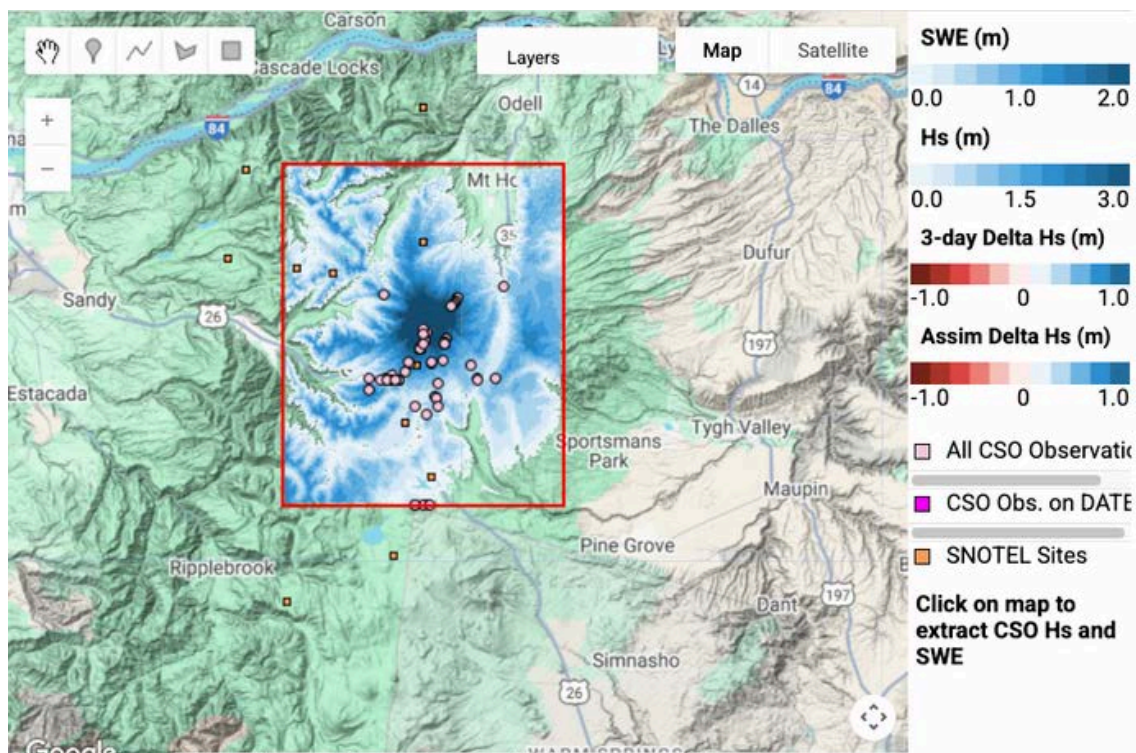 Carson
Layers
Map
Satellite
Cascade Locks
Odell
14
84
The Dalles
+
−
84
Mt Ho
35
Dufur
Sandy
26
197
Estacada
Sportsmans
Park
Tygh Valley
Maupin
Pine Grove
Ripplebrook
197
Dant
Simnasho
26
WARM SPRINGS
Google
SWE (m)
0.0 1.0 2.0
Hs (m)
0.0 1.5 3.0
3-day Delta Hs (m)
-1.0 0 1.0
Assim Delta Hs (m)
-1.0 0 1.0
All CSO Observatio
CSO Obs. on DATE
SNOTEL Sites
Click on map to
extract CSO Hs and
SWE